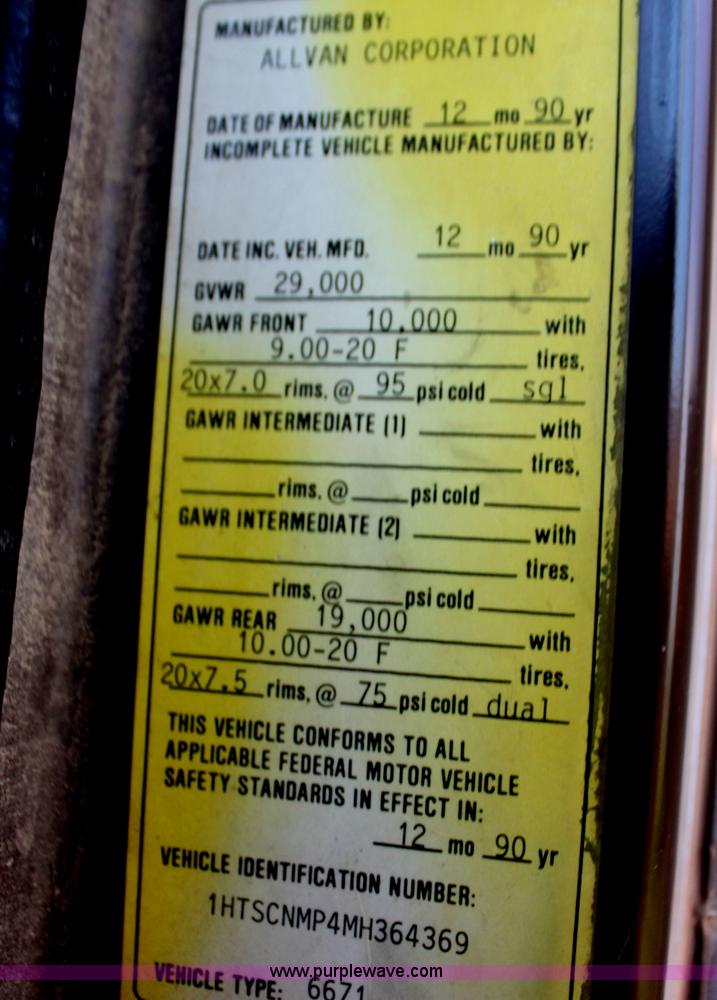 MANUFACTURED BY:
ALLVAN CORPORATION
DATE OF MANUFACTURE 12 mo 90 yr
INCOMPLETE VEHICLE MANUFACTURED BY:
DATE INC. VEH. MFD. 12 mo 90 yr
GVWR 29,000
GAWR FRONT 10,000 with
9.00-20 F tires,
20x7.0 rims, @ 95 psi cold sgl
GAWR INTERMEDIATE (1) with
tires,
rims, @ psi cold
GAWR INTERMEDIATE (2) with
tires,
rims, @ psi cold
GAWR REAR 19,000 with
10.00-20 F tires,
20x7.5 rims, @ 75 psi cold dual
THIS VEHICLE CONFORMS TO ALL
APPLICABLE FEDERAL MOTOR VEHICLE
SAFETY STANDARDS IN EFFECT IN:
12 mo 90 yr
VEHICLE IDENTIFICATION NUMBER:
1HTSCNMP4MH364369
www.purplewave.com
VEHICLE TYPE: 6671